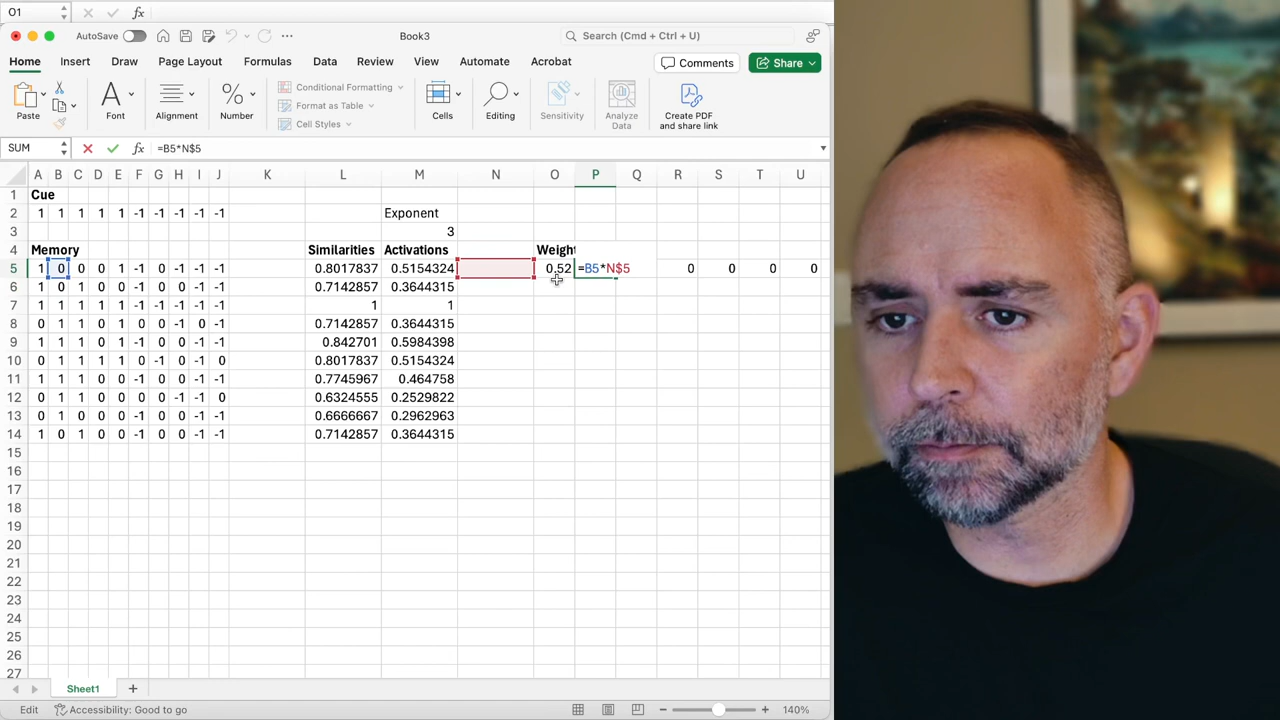 O1 fx
AutoSave Book3 Search (Cmd + Ctrl + U)
Home Insert Draw Page Layout Formulas Data Review View Automate Acrobat Comments Share
Paste Font Alignment Number Conditional Formatting Format as Table Cell Styles Cells Editing Sensitivity Analyze Data Create PDF and share link
SUM fx =B5*N$5
A B C D E F G H I J K L M N O P Q R S T U
1 Cue
2 1 1 1 1 1 -1 -1 -1 -1 -1 Exponent
3 3
4 Memory Similarities Activations Weight
5 1 0 0 0 1 -1 0 -1 -1 -1 0.8017837 0.5154324 0.52 =B5*N$5 0 0 0 0
6 1 0 1 0 0 -1 0 0 -1 -1 0.7142857 0.3644315
7 1 1 1 1 1 -1 -1 -1 -1 -1 1 1
8 0 1 1 0 1 0 0 -1 0 -1 0.7142857 0.3644315
9 1 1 1 1 0 -1 0 0 -1 -1 0.842701 0.5984398
10 0 1 1 1 1 0 -1 0 -1 0 0.8017837 0.5154324
11 1 1 1 0 0 -1 0 0 -1 -1 0.7745967 0.464758
12 0 1 1 0 0 0 0 -1 -1 0 0.6324555 0.2529822
13 0 1 0 0 0 -1 0 0 -1 -1 0.6666667 0.2962963
14 1 0 1 0 0 -1 0 0 -1 -1 0.7142857 0.3644315
15
16
17
18
19
20
21
22
23
24
25
26
27
Sheet1 +
Edit Accessibility: Good to go 140%